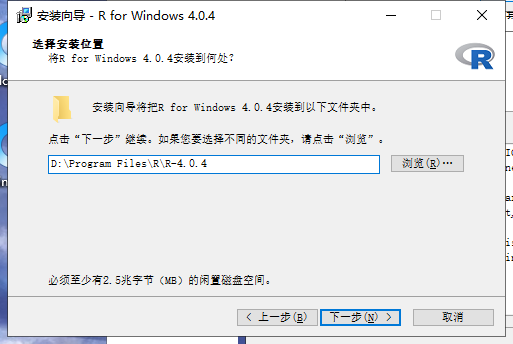 安装向导 - R for Windows 4.0.4
选择安装位置
将R for Windows 4.0.4安装到何处？
R
安装向导将把R for Windows 4.0.4安装到以下文件夹中。
点击“下一步”继续。如果您要选择不同的文件夹，请点击“浏览”。
D:\Program Files\R\R-4.0.4
浏览(R)…
必须至少有2.5兆字节（MB）的闲置磁盘空间。
< 上一步(B)
下一步(N) >
取消